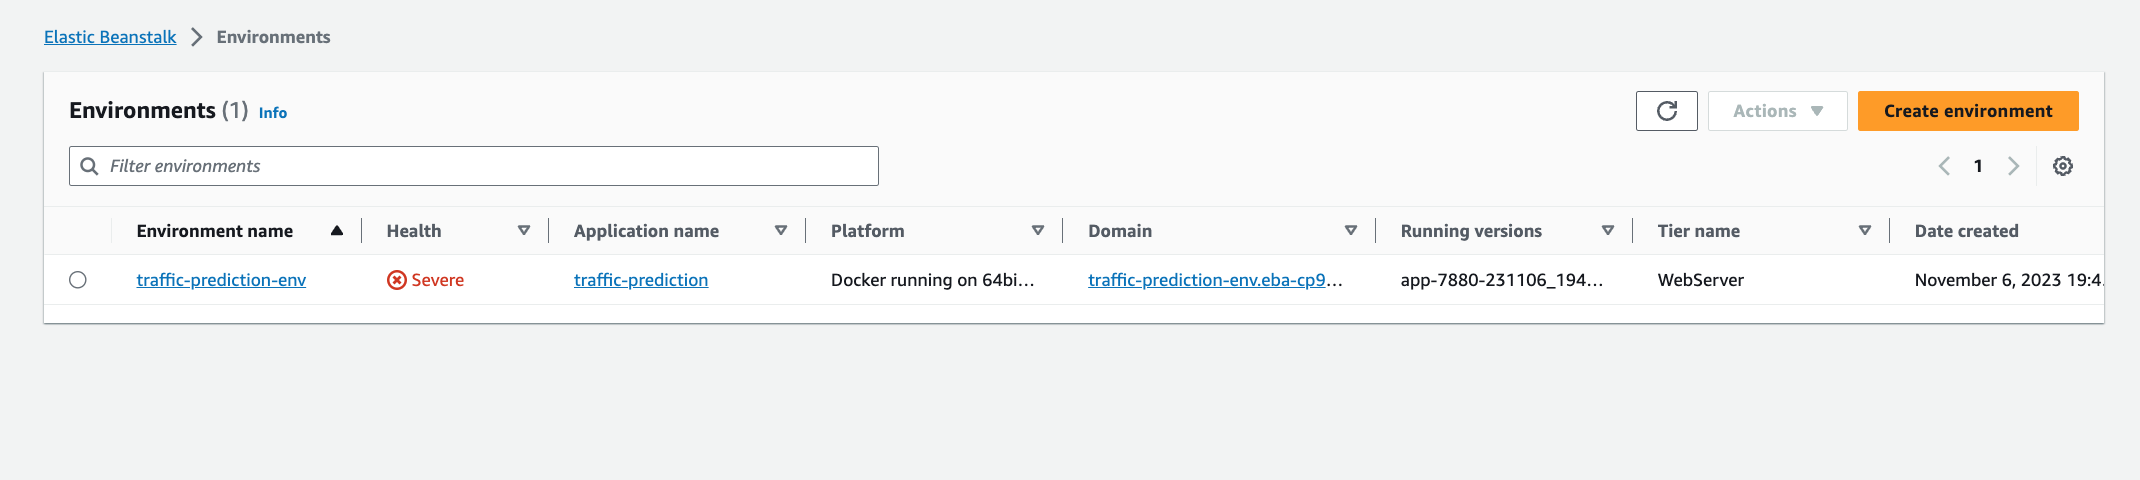 Elastic Beanstalk > Environments
Environments (1) Info
Actions
Create environment
Filter environments
1
Environment name Health Application name Platform Domain Running versions Tier name Date created
traffic-prediction-env Severe traffic-prediction Docker running on 64bi... traffic-prediction-env.eba-cp9... app-7880-231106_194... WebServer November 6, 2023 19:4